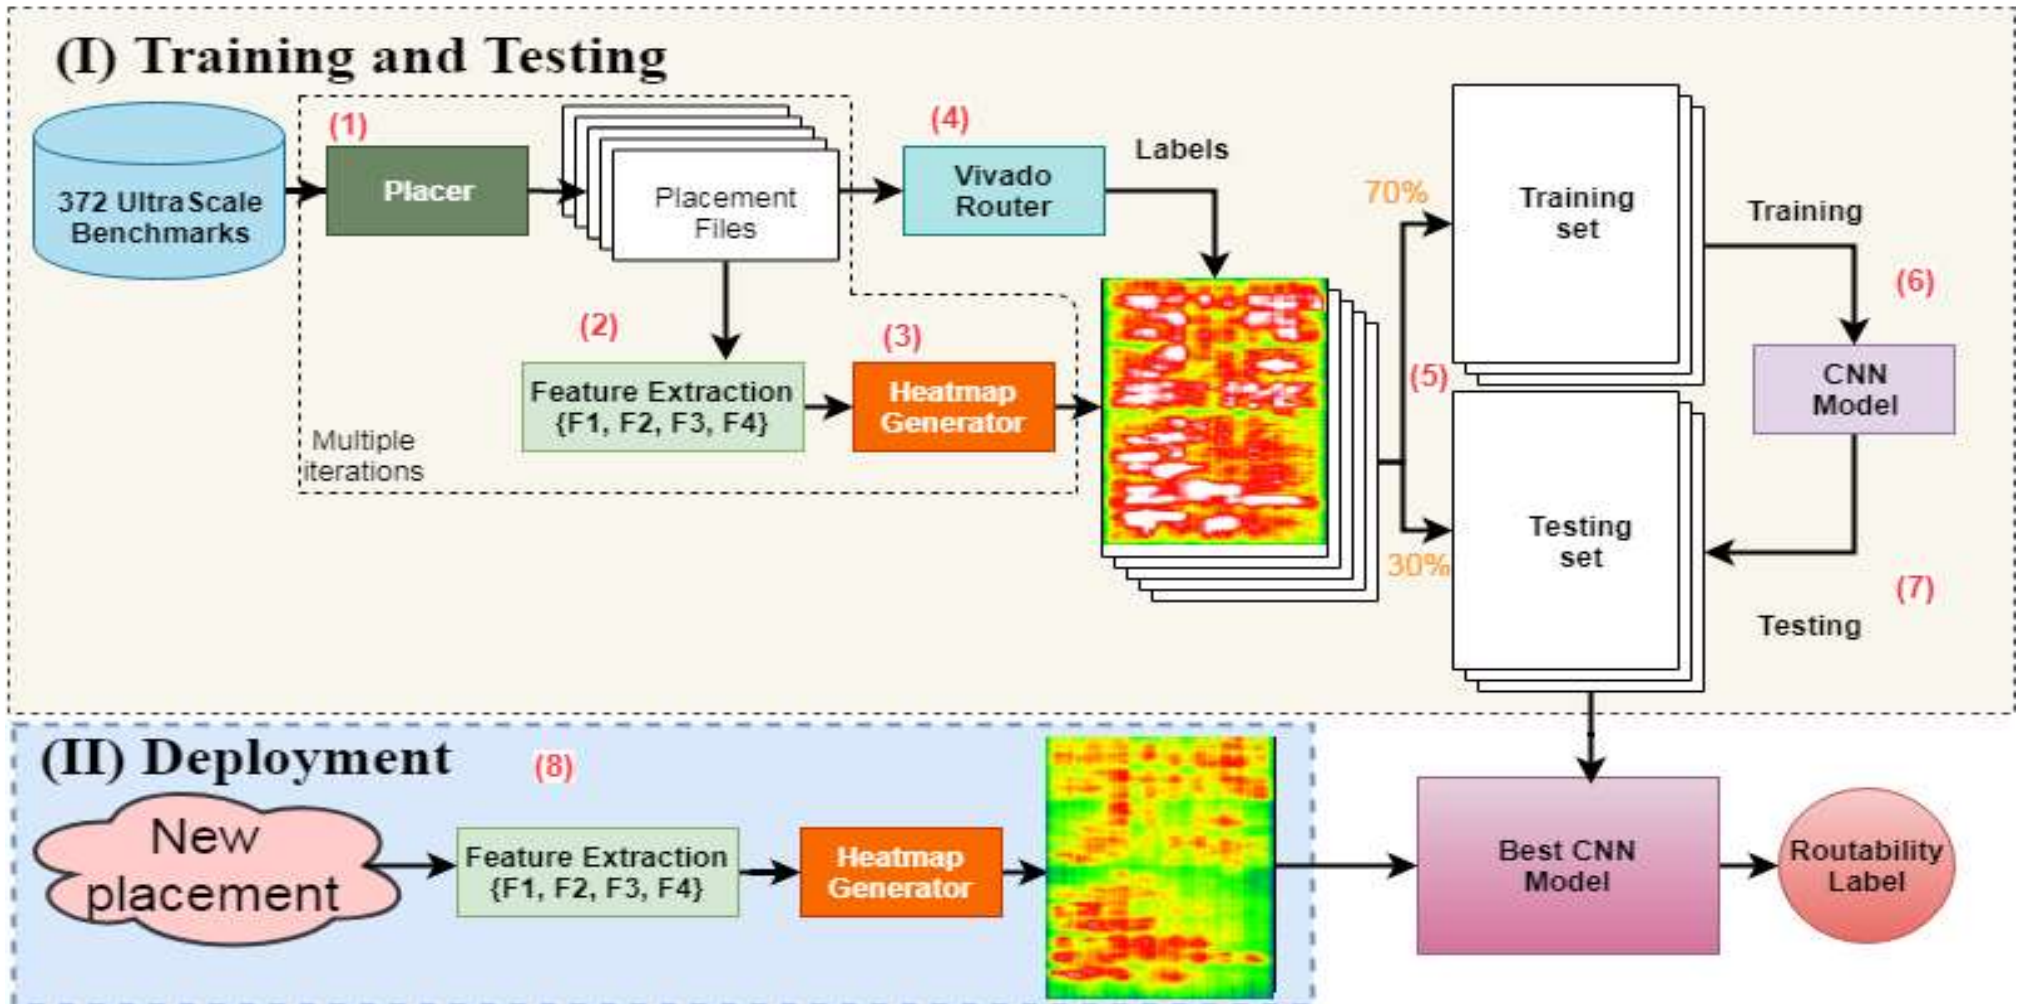 (I) Training and Testing
(1)
(4)
Labels
372 UltraScale
Benchmarks
Placer
Placement
Files
Vivado
Router
70%
Training
set
Training
(2)
(3)
(5)
(6)
Feature Extraction
{F1, F2, F3, F4}
Heatmap
Generator
CNN
Model
Multiple
iterations
30%
Testing
set
(7)
Testing
(II) Deployment
(8)
New
placement
Feature Extraction
{F1, F2, F3, F4}
Heatmap
Generator
Best CNN
Model
Routability
Label